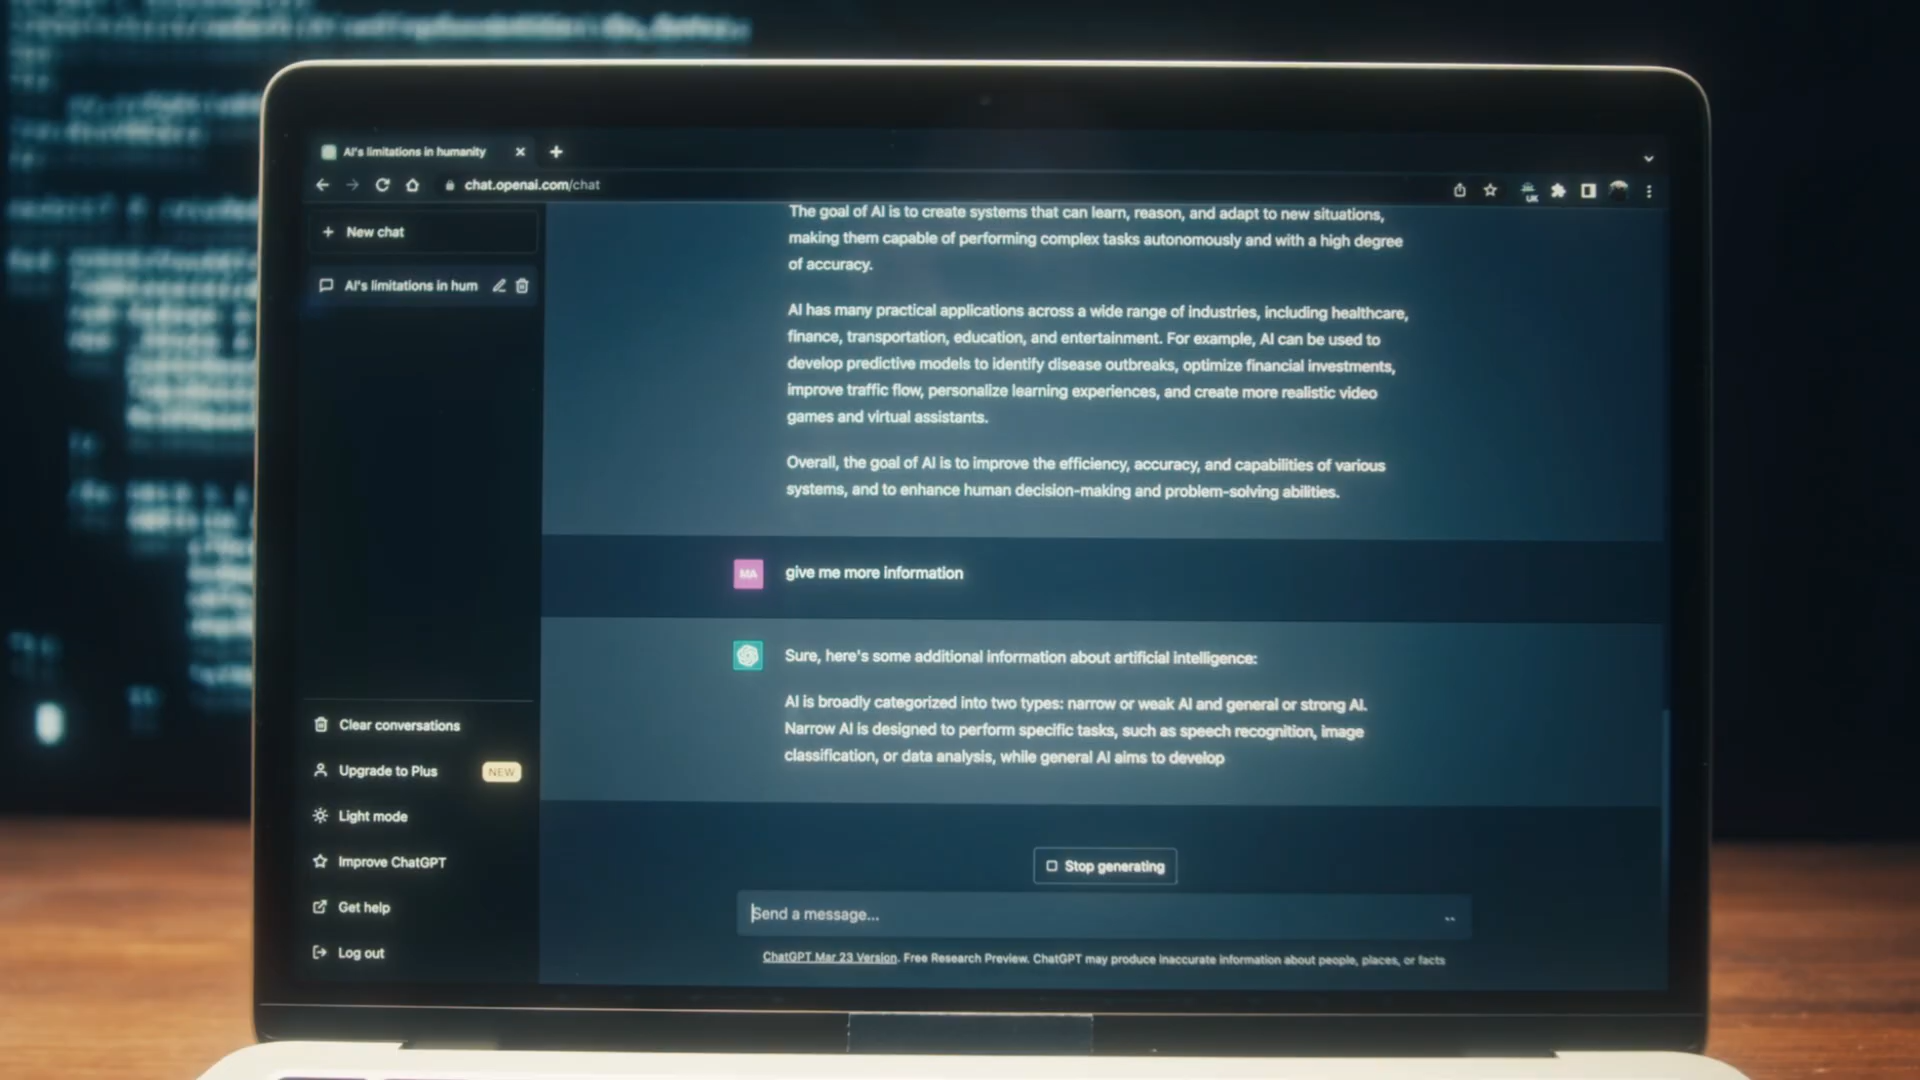 AI's limitations in humanity
chat.openai.com/chat
UK
New chat
AI's limitations in hum
The goal of AI is to create systems that can learn, reason, and adapt to new situations,
making them capable of performing complex tasks autonomously and with a high degree
of accuracy.
AI has many practical applications across a wide range of industries, including healthcare,
finance, transportation, education, and entertainment. For example, AI can be used to
develop predictive models to identify disease outbreaks, optimize financial investments,
improve traffic flow, personalize learning experiences, and create more realistic video
games and virtual assistants.
Overall, the goal of AI is to improve the efficiency, accuracy, and capabilities of various
systems, and to enhance human decision-making and problem-solving abilities.
MA give me more information
Sure, here's some additional information about artificial intelligence:
AI is broadly categorized into two types: narrow or weak AI and general or strong AI.
Narrow AI is designed to perform specific tasks, such as speech recognition, image
classification, or data analysis, while general AI aims to develop
Clear conversations
Upgrade to Plus NEW
Light mode
Improve ChatGPT
Get help
Log out
Stop generating
Send a message...
ChatGPT Mar 23 Version. Free Research Preview. ChatGPT may produce inaccurate information about people, places, or facts